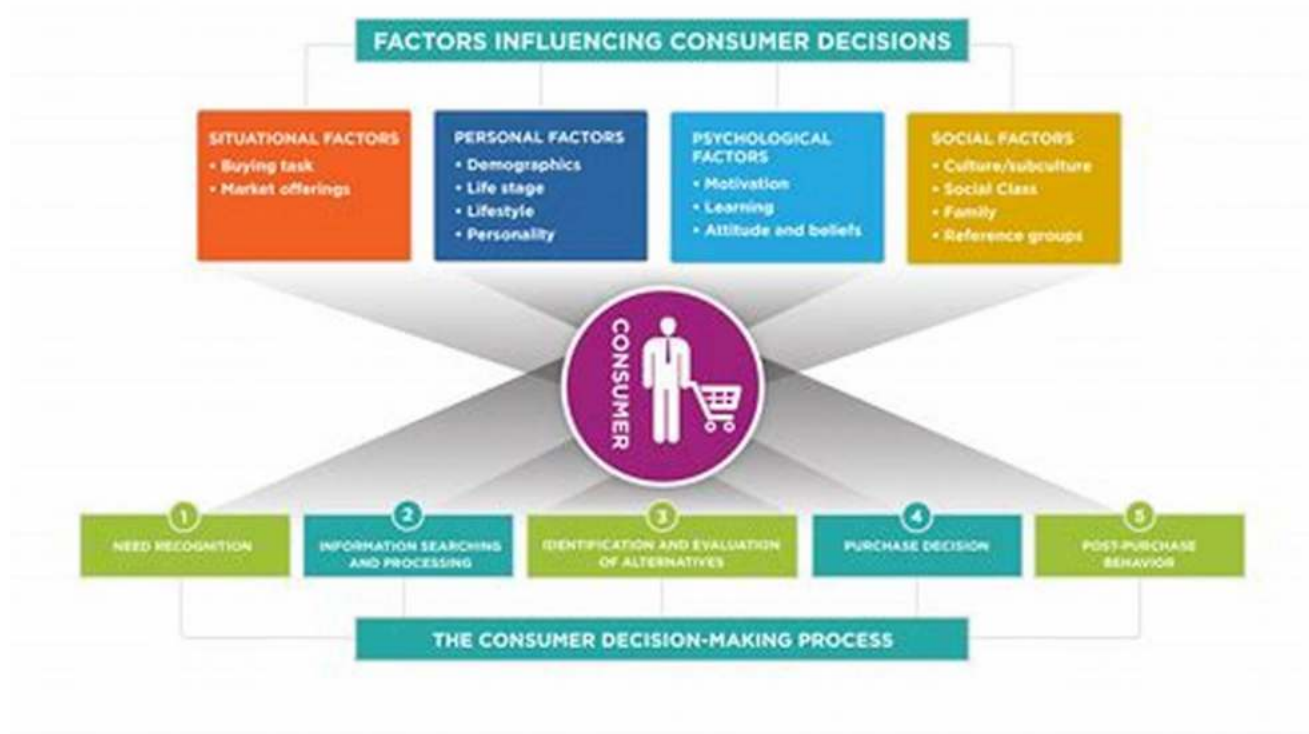 FACTORS INFLUENCING CONSUMER DECISIONS
SITUATIONAL FACTORS
• Buying task
• Market offerings
PERSONAL FACTORS
• Demographics
• Life stage
• Lifestyle
• Personality
PSYCHOLOGICAL
FACTORS
• Motivation
• Learning
• Attitude and beliefs
SOCIAL FACTORS
• Culture/subculture
• Social Class
• Family
• Reference groups
CONSUMER
1
NEED RECOGNITION
2
INFORMATION SEARCHING
AND PROCESSING
3
IDENTIFICATION AND EVALUATION
OF ALTERNATIVES
4
PURCHASE DECISION
5
POST-PURCHASE
BEHAVIOR
THE CONSUMER DECISION-MAKING PROCESS